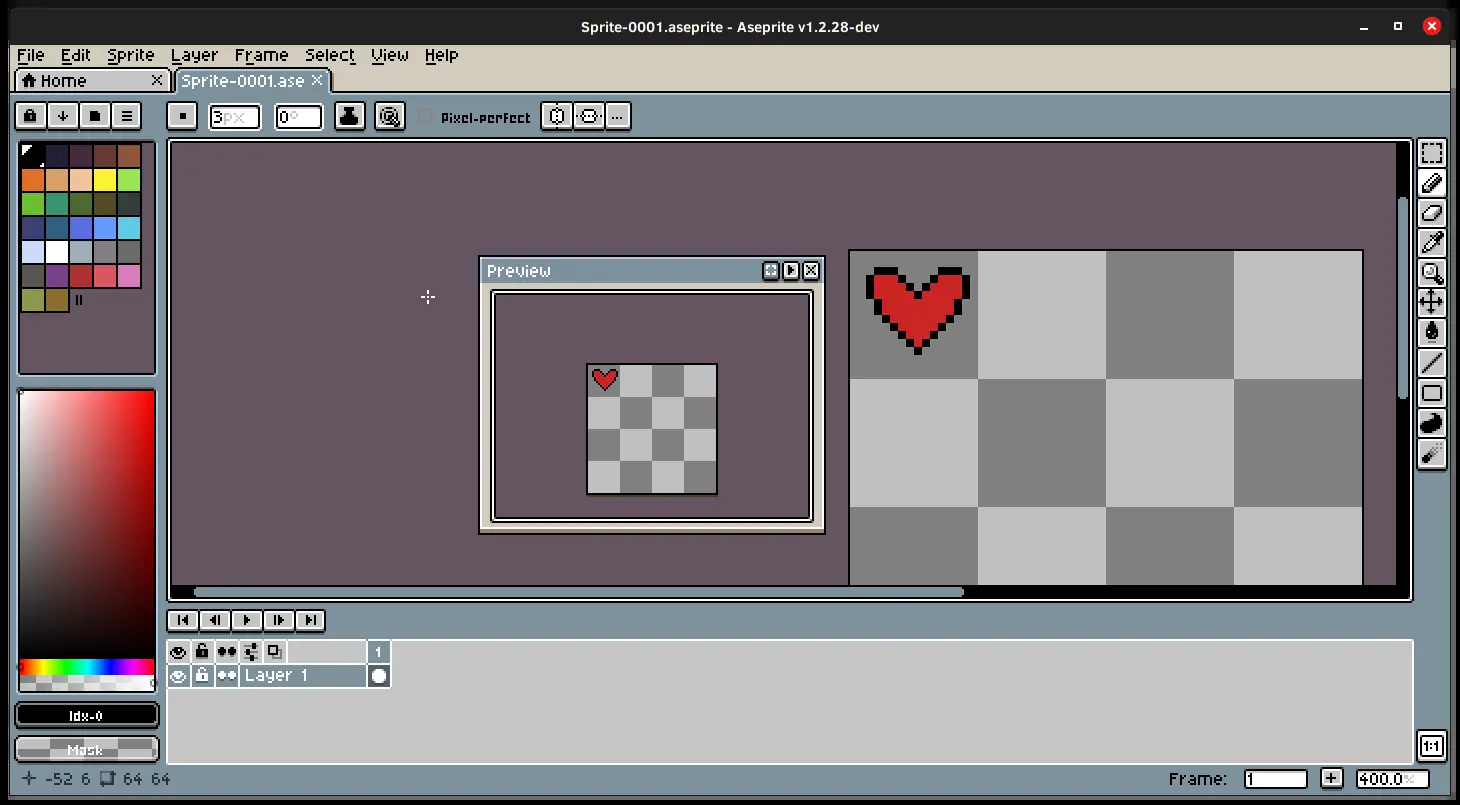 Sprite-0001.aseprite - Aseprite v1.2.28-dev
File Edit Sprite Layer Frame Select View Help
Home Sprite-0001.ase
3px 0° Pixel-perfect ...
Preview
1
Layer 1
Idx-0
Mask
1:1
-52 6 64 64 Frame: 1 + 400.0%